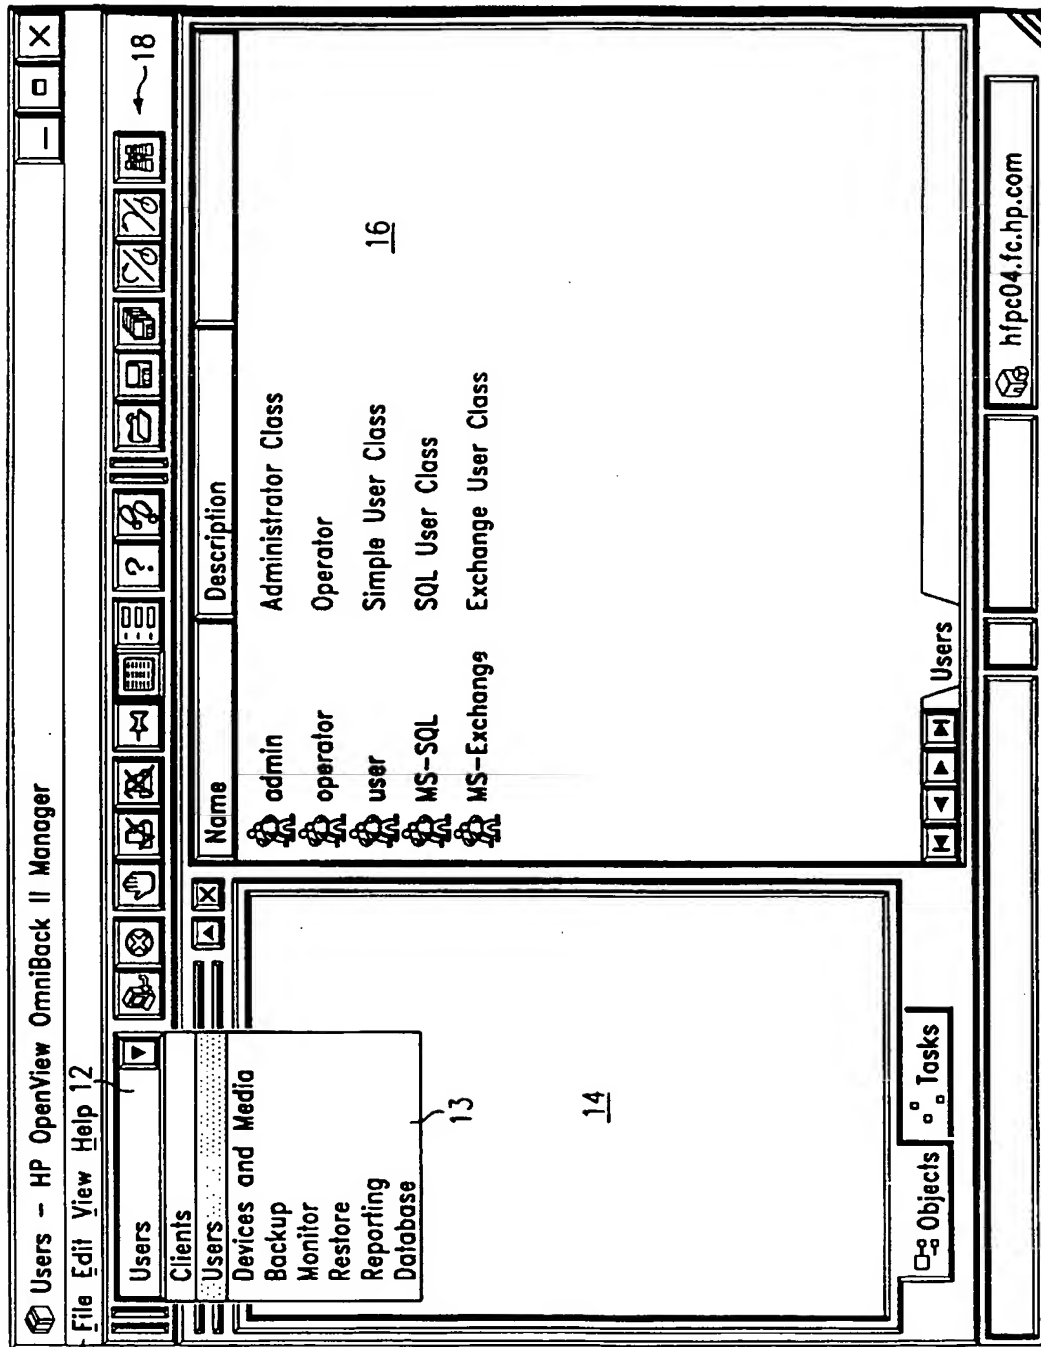 Users – HP OpenView OmniBack II Manager
File Edit View Help 12
Users
18
Clients
Users
Devices and Media
Backup
Monitor
Restore
Reporting
Database
13
14
Objects Tasks
Name Description
admin Administrator Class
operator Operator
user Simple User Class
MS-SQL SQL User Class
MS-Exchange Exchange User Class
16
Users
hfpc04.fc.hp.com